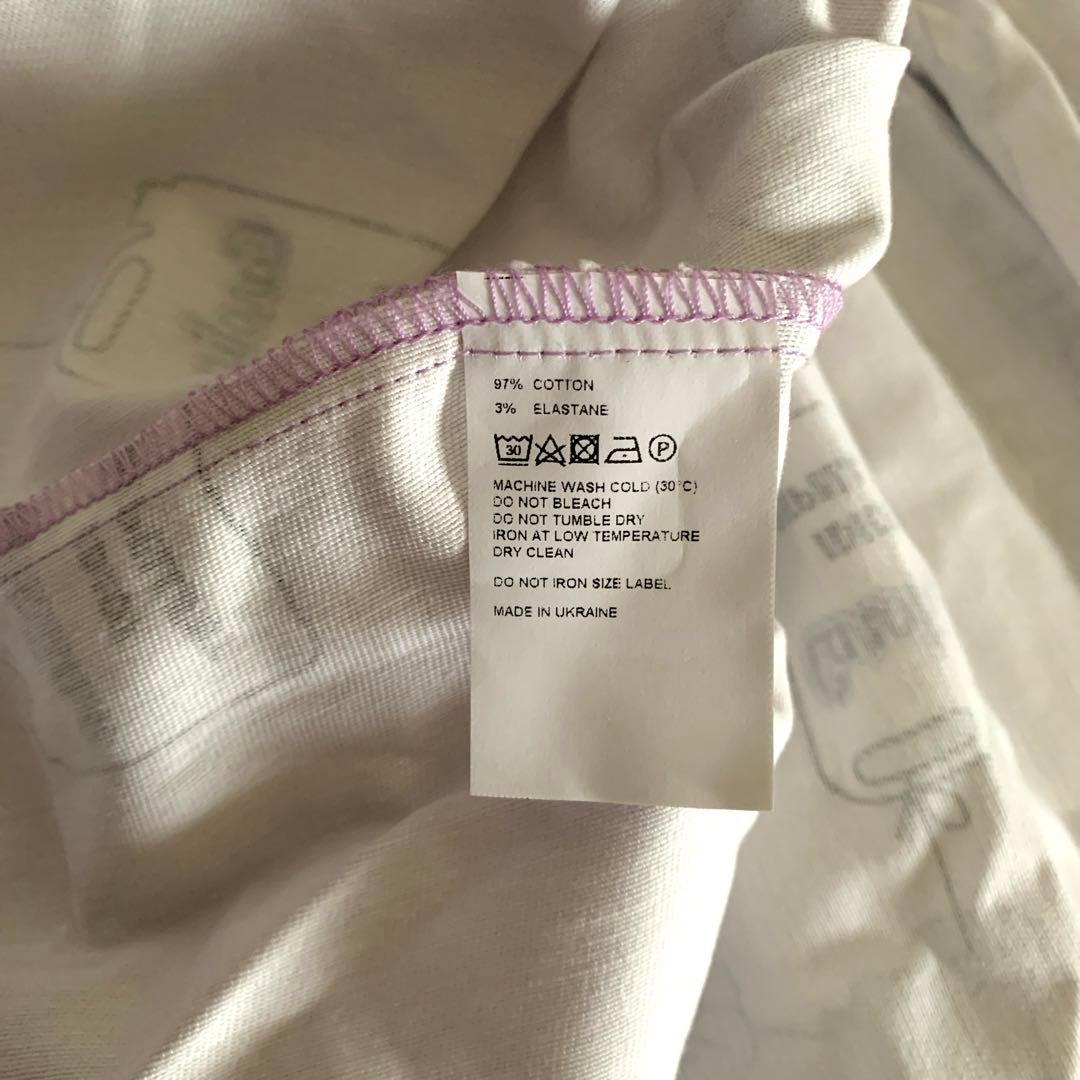 97% COTTON
3% ELASTANE
30 P
MACHINE WASH COLD (30°C)
DO NOT BLEACH
DO NOT TUMBLE DRY
IRON AT LOW TEMPERATURE
DRY CLEAN
DO NOT IRON SIZE LABEL
MADE IN UKRAINE